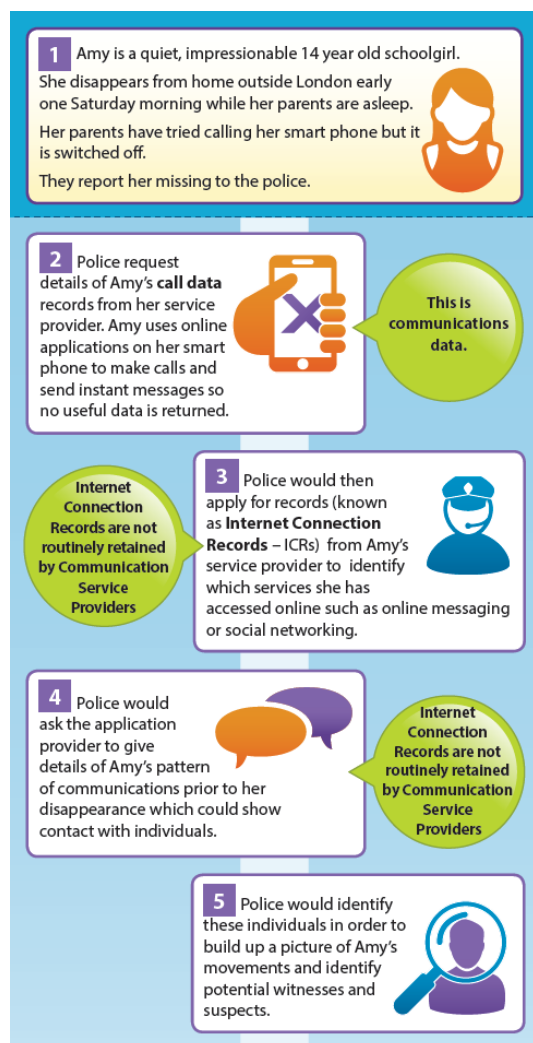 1 Amy is a quiet, impressionable 14 year old schoolgirl.
She disappears from home outside London early
one Saturday morning while her parents are asleep.
Her parents have tried calling her smart phone but it
is switched off.
They report her missing to the police.
2 Police request
details of Amy's call data
records from her service
provider. Amy uses online
applications on her smart
phone to make calls and
send instant messages so
no useful data is returned.
This is
communications
data.
3 Police would then
apply for records (known
as Internet Connection
Records – ICRs) from Amy's
service provider to identify
which services she has
accessed online such as online messaging
or social networking.
Internet
Connection
Records are not
routinely retained
by Communication
Service
Providers
4 Police would
ask the application
provider to give
details of Amy's pattern
of communications prior to her
disappearance which could show
contact with individuals.
Internet
Connection
Records are not
routinely retained
by Communication
Service
Providers
5 Police would identify
these individuals in order to
build up a picture of Amy's
movements and identify
potential witnesses and
suspects.